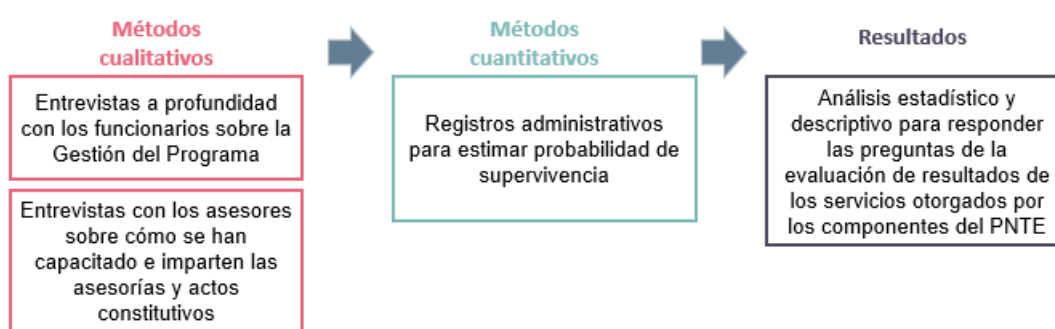 Métodos
cualitativos
Entrevistas a profundidad
con los funcionarios sobre la
Gestión del Programa
Entrevistas con los asesores
sobre cómo se han
capacitado e imparten las
asesorías y actos
constitutivos
Métodos
cuantitativos
Registros administrativos
para estimar probabilidad de
supervivencia
Resultados
Análisis estadístico y
descriptivo para responder
las preguntas de la
evaluación de resultados de
los servicios otorgados por
los componentes del PNTE